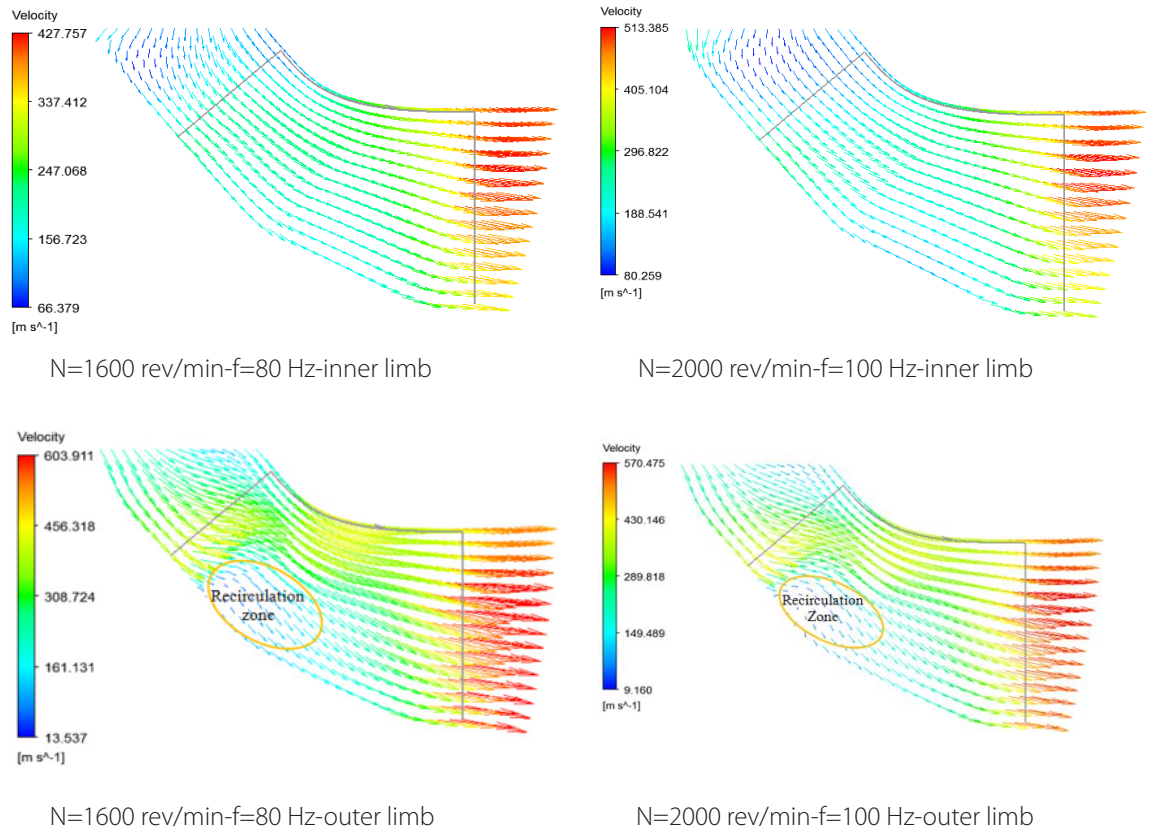 Velocity
427.757
337.412
247.068
156.723
66.379
[m s^-1]
N=1600 rev/min-f=80 Hz-inner limb
Velocity
513.385
405.104
296.822
188.541
80.259
[m s^-1]
N=2000 rev/min-f=100 Hz-inner limb
Velocity
603.911
456.318
308.724
161.131
13.537
[m s^-1]
Recirculation
zone
N=1600 rev/min-f=80 Hz-outer limb
Velocity
570.475
430.146
289.818
149.489
9.160
[m s^-1]
Recirculation
Zone
N=2000 rev/min-f=100 Hz-outer limb